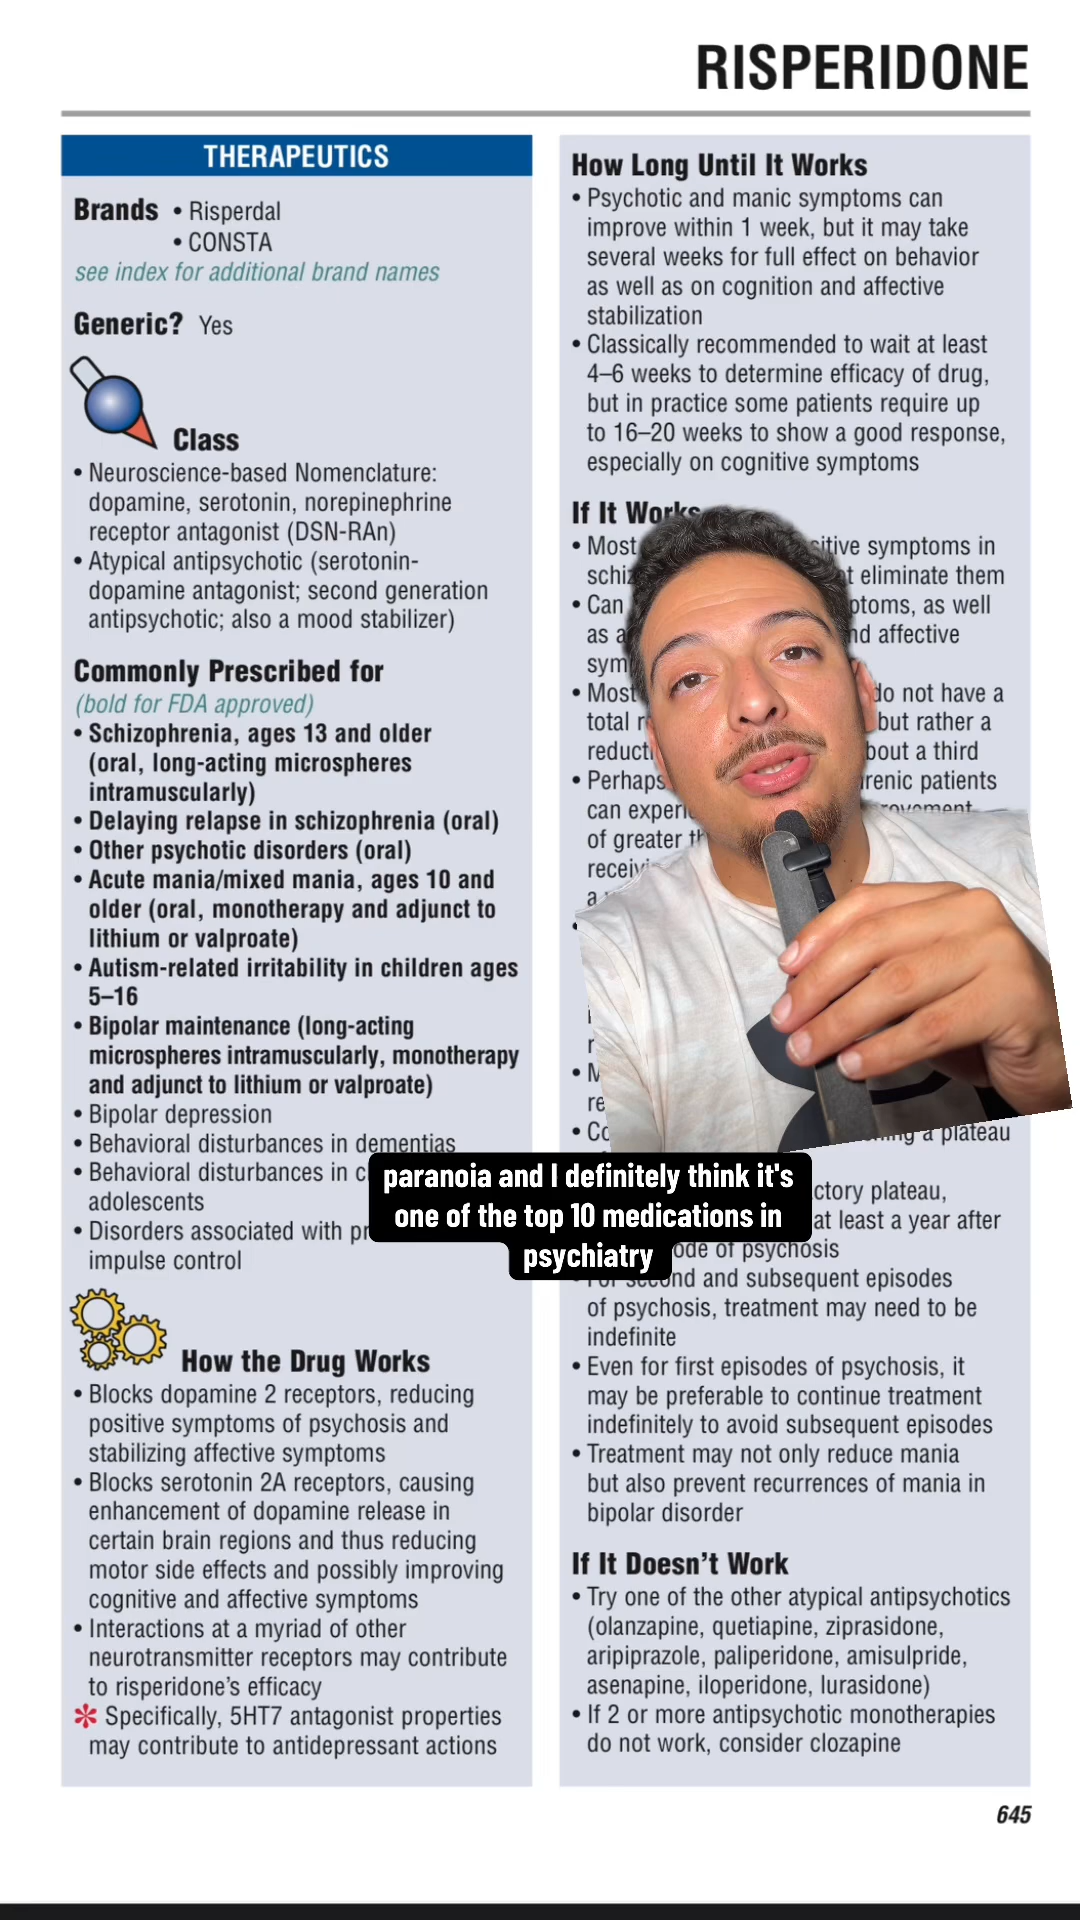 RISPERIDONE
THERAPEUTICS
Brands • Risperdal
• CONSTA
see index for additional brand names
Generic? Yes
Class
• Neuroscience-based Nomenclature:
dopamine, serotonin, norepinephrine
receptor antagonist (DSN-RAn)
• Atypical antipsychotic (serotonin-
dopamine antagonist; second generation
antipsychotic; also a mood stabilizer)
Commonly Prescribed for
(bold for FDA approved)
• Schizophrenia, ages 13 and older
(oral, long-acting microspheres
intramuscularly)
• Delaying relapse in schizophrenia (oral)
• Other psychotic disorders (oral)
• Acute mania/mixed mania, ages 10 and
older (oral, monotherapy and adjunct to
lithium or valproate)
• Autism-related irritability in children ages
5–16
• Bipolar maintenance (long-acting
microspheres intramuscularly, monotherapy
and adjunct to lithium or valproate)
• Bipolar depression
• Behavioral disturbances in dementias
• Behavioral disturbances in
adolescents
• Disorders associated with
impulse control
How the Drug Works
• Blocks dopamine 2 receptors, reducing
positive symptoms of psychosis and
stabilizing affective symptoms
• Blocks serotonin 2A receptors, causing
enhancement of dopamine release in
certain brain regions and thus reducing
motor side effects and possibly improving
cognitive and affective symptoms
• Interactions at a myriad of other
neurotransmitter receptors may contribute
to risperidone's efficacy
✽ Specifically, 5HT7 antagonist properties
may contribute to antidepressant actions
How Long Until It Works
• Psychotic and manic symptoms can
improve within 1 week, but it may take
several weeks for full effect on behavior
as well as on cognition and affective
stabilization
• Classically recommended to wait at least
4–6 weeks to determine efficacy of drug,
but in practice some patients require up
to 16–20 weeks to show a good response,
especially on cognitive symptoms
If It Works
• Most symptoms in
eliminate them
• Can as well
as affective
• Most do not have a
total but rather a
about a third
• Perhaps patients
can
of greater
a plateau
plateau,
at least a year after
of psychosis
• For second and subsequent episodes
of psychosis, treatment may need to be
indefinite
• Even for first episodes of psychosis, it
may be preferable to continue treatment
indefinitely to avoid subsequent episodes
• Treatment may not only reduce mania
but also prevent recurrences of mania in
bipolar disorder
If It Doesn't Work
• Try one of the other atypical antipsychotics
(olanzapine, quetiapine, ziprasidone,
aripiprazole, paliperidone, amisulpride,
asenapine, iloperidone, lurasidone)
• If 2 or more antipsychotic monotherapies
do not work, consider clozapine
paranoia and I definitely think it's
one of the top 10 medications in
psychiatry
645